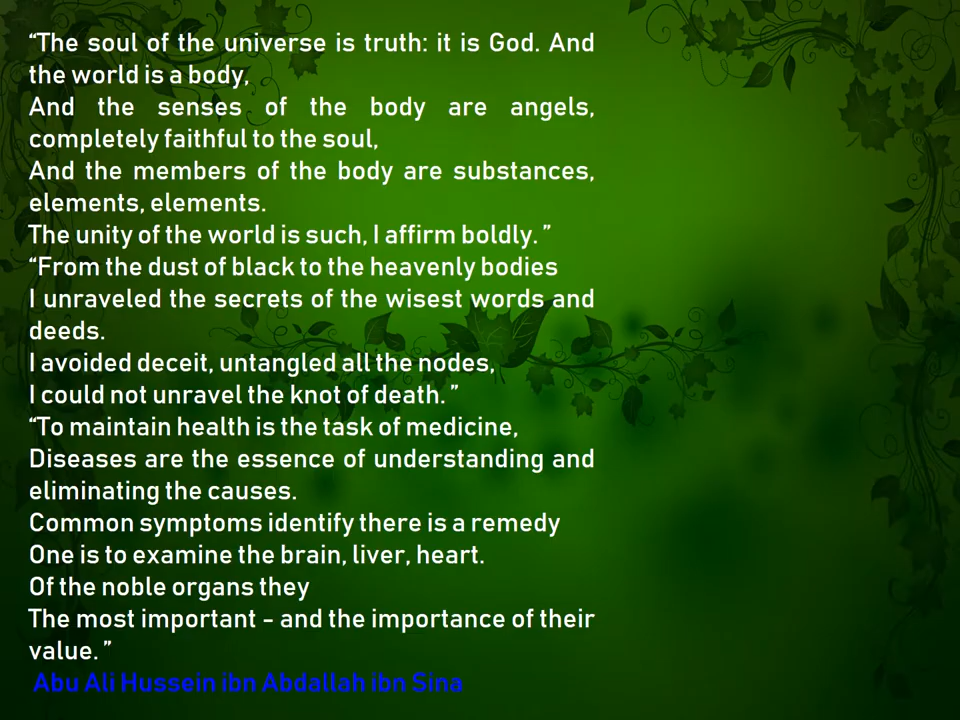 “The soul of the universe is truth: it is God. And
the world is a body,
And the senses of the body are angels,
completely faithful to the soul,
And the members of the body are substances,
elements, elements.
The unity of the world is such, I affirm boldly. ”
“From the dust of black to the heavenly bodies
I unraveled the secrets of the wisest words and
deeds.
I avoided deceit, untangled all the nodes,
I could not unravel the knot of death. ”
“To maintain health is the task of medicine,
Diseases are the essence of understanding and
eliminating the causes.
Common symptoms identify there is a remedy
One is to examine the brain, liver, heart.
Of the noble organs they
The most important - and the importance of their
value. ”
Abu Ali Hussein ibn Abdallah ibn Sina